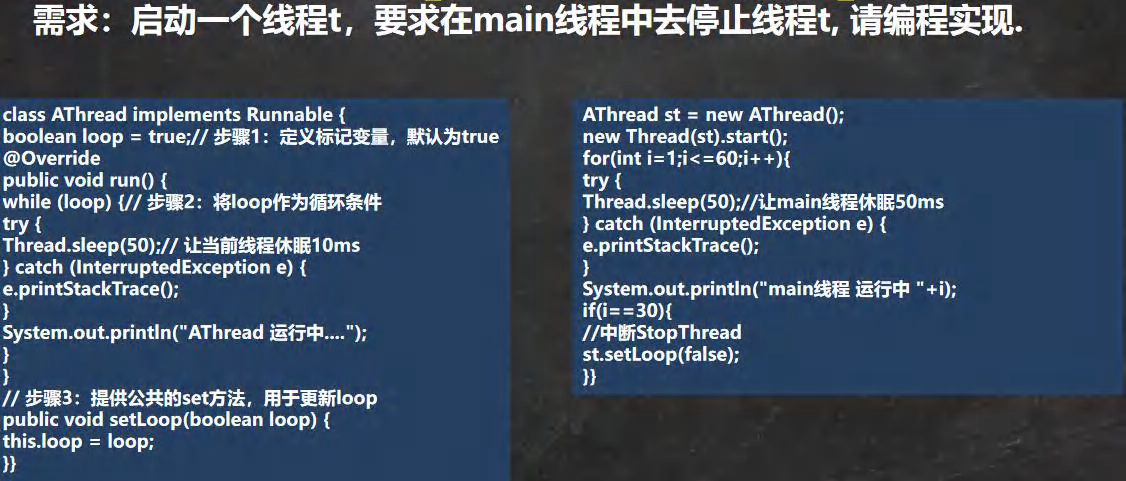 需求：启动一个线程t，要求在main线程中去停止线程t, 请编程实现.
class AThread implements Runnable {
boolean loop = true;// 步骤1：定义标记变量，默认为true
@Override
public void run() {
while (loop) {// 步骤2：将loop作为循环条件
try {
Thread.sleep(50);// 让当前线程休眠10ms
} catch (InterruptedException e) {
e.printStackTrace();
}
System.out.println("AThread 运行中....");
}
}
// 步骤3：提供公共的set方法，用于更新loop
public void setLoop(boolean loop) {
this.loop = loop;
}}
AThread st = new AThread();
new Thread(st).start();
for(int i=1;i<=60;i++){
try {
Thread.sleep(50);//让main线程休眠50ms
} catch (InterruptedException e) {
e.printStackTrace();
}
System.out.println("main线程 运行中 "+i);
if(i==30){
//中断StopThread
st.setLoop(false);
}}